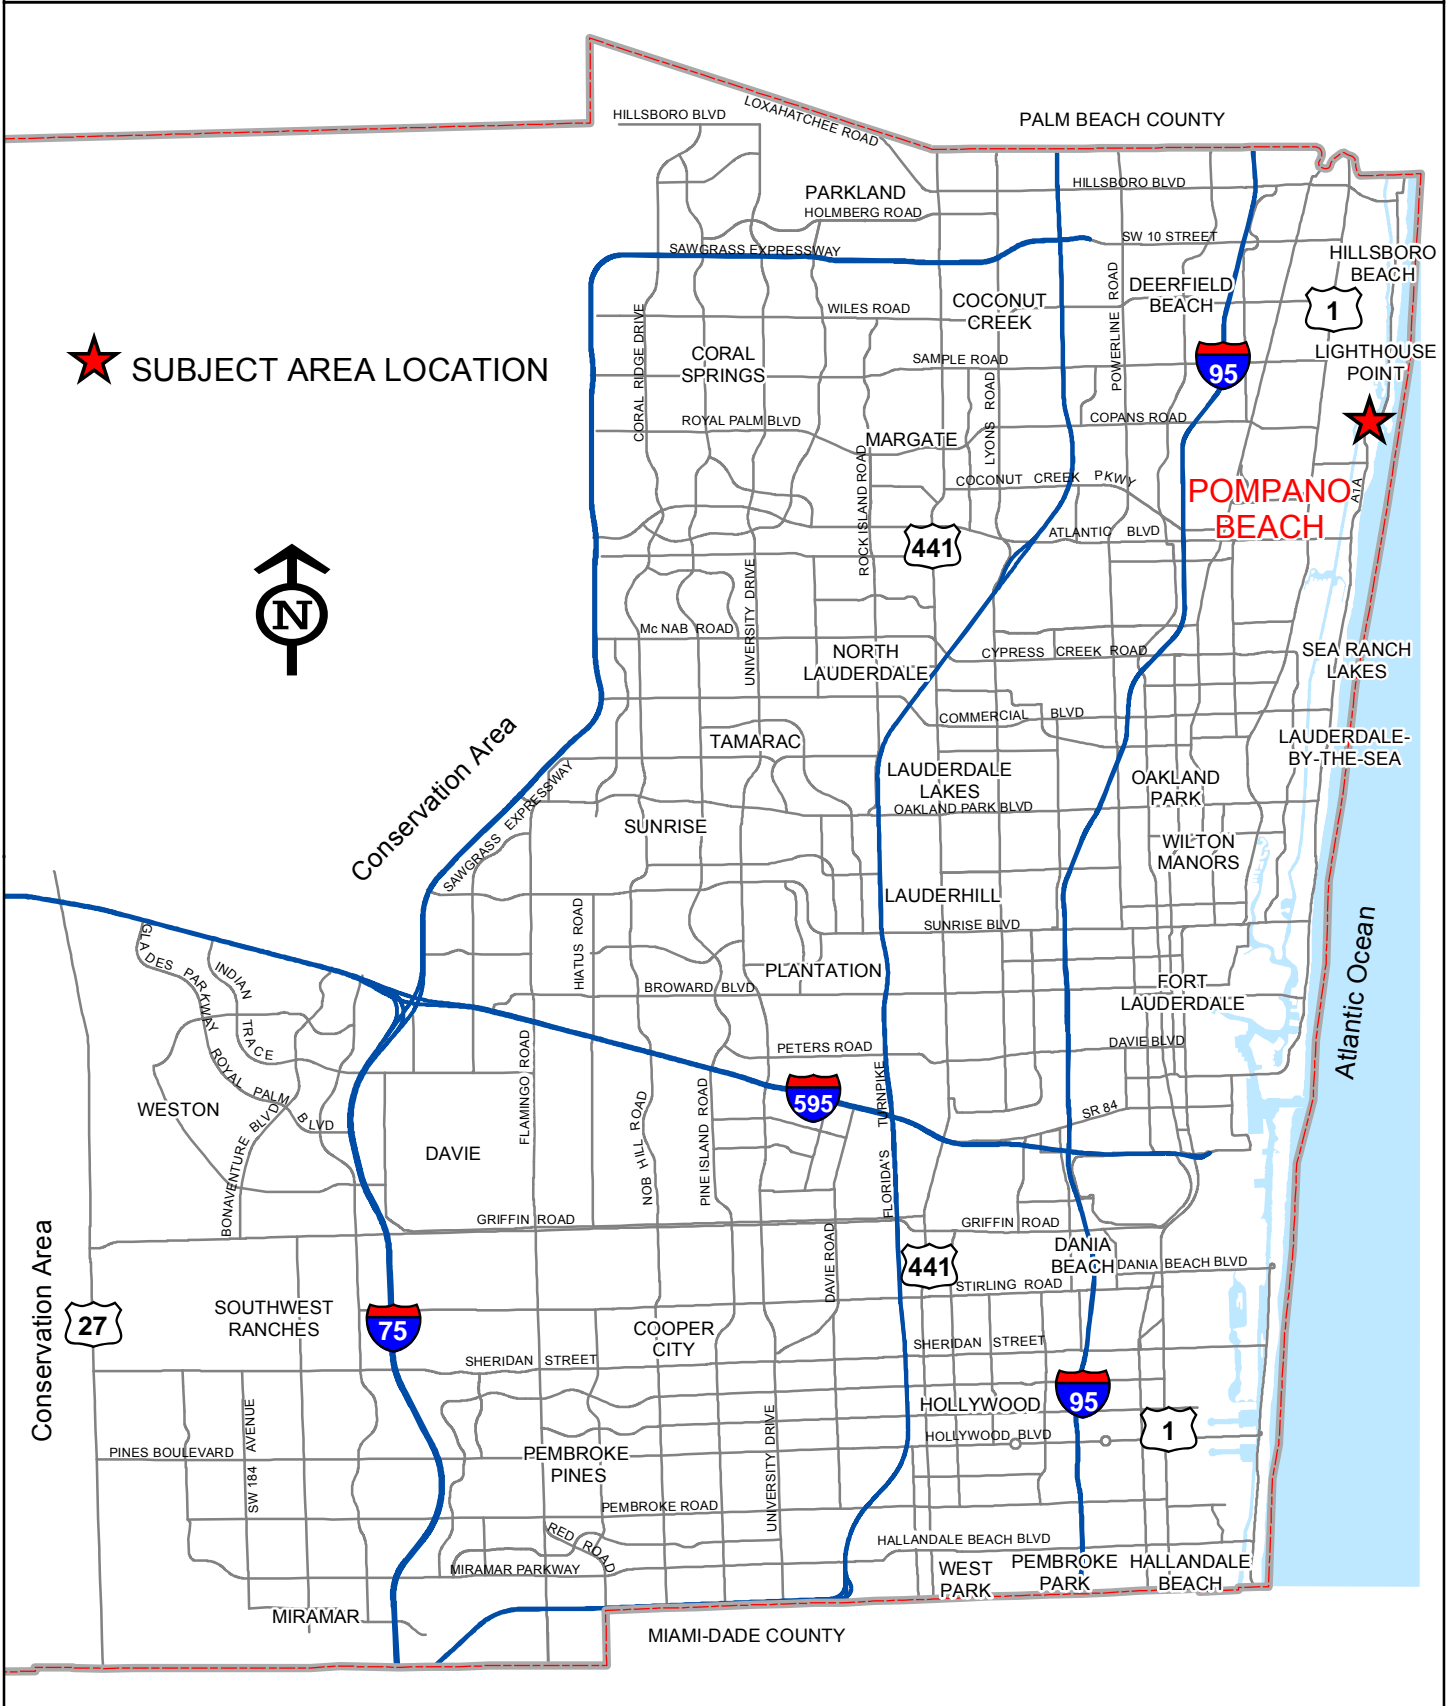 HILLSBORO BLVD
LOXAHATCHEE ROAD
PALM BEACH COUNTY
PARKLAND
HILLSBORO BLVD
HOLMBERG ROAD
SAWGRASS EXPRESSWAY
SW 10 STREET
HILLSBORO
BEACH
DEERFIELD
BEACH
POWERLINE ROAD
COCONUT
CREEK
WILES ROAD
1
CORAL RIDGE DRIVE
SUBJECT AREA LOCATION
CORAL
SPRINGS
SAMPLE ROAD
95
LIGHTHOUSE
POINT
LYONS ROAD
ROYAL PALM BLVD
COPANS ROAD
MARGATE
ROCK ISLAND ROAD
COCONUT CREEK PKWY
POMPANO
BEACH
A1A
441
ATLANTIC BLVD
N
UNIVERSITY DRIVE
Mc NAB ROAD
NORTH
LAUDERDALE
CYPRESS CREEK ROAD
SEA RANCH
LAKES
COMMERCIAL BLVD
Conservation Area
TAMARAC
LAUDERDALE-
BY-THE-SEA
LAUDERDALE
LAKES
OAKLAND
PARK
OAKLAND PARK BLVD
SAWGRASS EXPRESSWAY
SUNRISE
WILTON
MANORS
LAUDERHILL
SUNRISE BLVD
HIATUS ROAD
Atlantic Ocean
GLADES PARKWAY
INDIAN TRACE
PLANTATION
BROWARD BLVD
FORT
LAUDERDALE
PETERS ROAD
DAVIE BLVD
FLAMINGO ROAD
ROYAL PALM BLVD
WESTON
BONAVENTURE BLVD
595
SR 84
FLORIDA'S TURNPIKE
DAVIE
NOB HILL ROAD
PINE ISLAND ROAD
GRIFFIN ROAD
GRIFFIN ROAD
DAVIE ROAD
Conservation Area
DANIA
BEACH
DANIA BEACH BLVD
441
STIRLING ROAD
27
SOUTHWEST
RANCHES
75
COOPER
CITY
SHERIDAN STREET
SHERIDAN STREET
95
HOLLYWOOD
1
HOLLYWOOD BLVD
SW 184 AVENUE
PINES BOULEVARD
PEMBROKE
PINES
UNIVERSITY DRIVE
PEMBROKE ROAD
RED ROAD
HALLANDALE BEACH BLVD
MIRAMAR PARKWAY
WEST
PARK
PEMBROKE
PARK
HALLANDALE
BEACH
MIRAMAR
MIAMI-DADE COUNTY